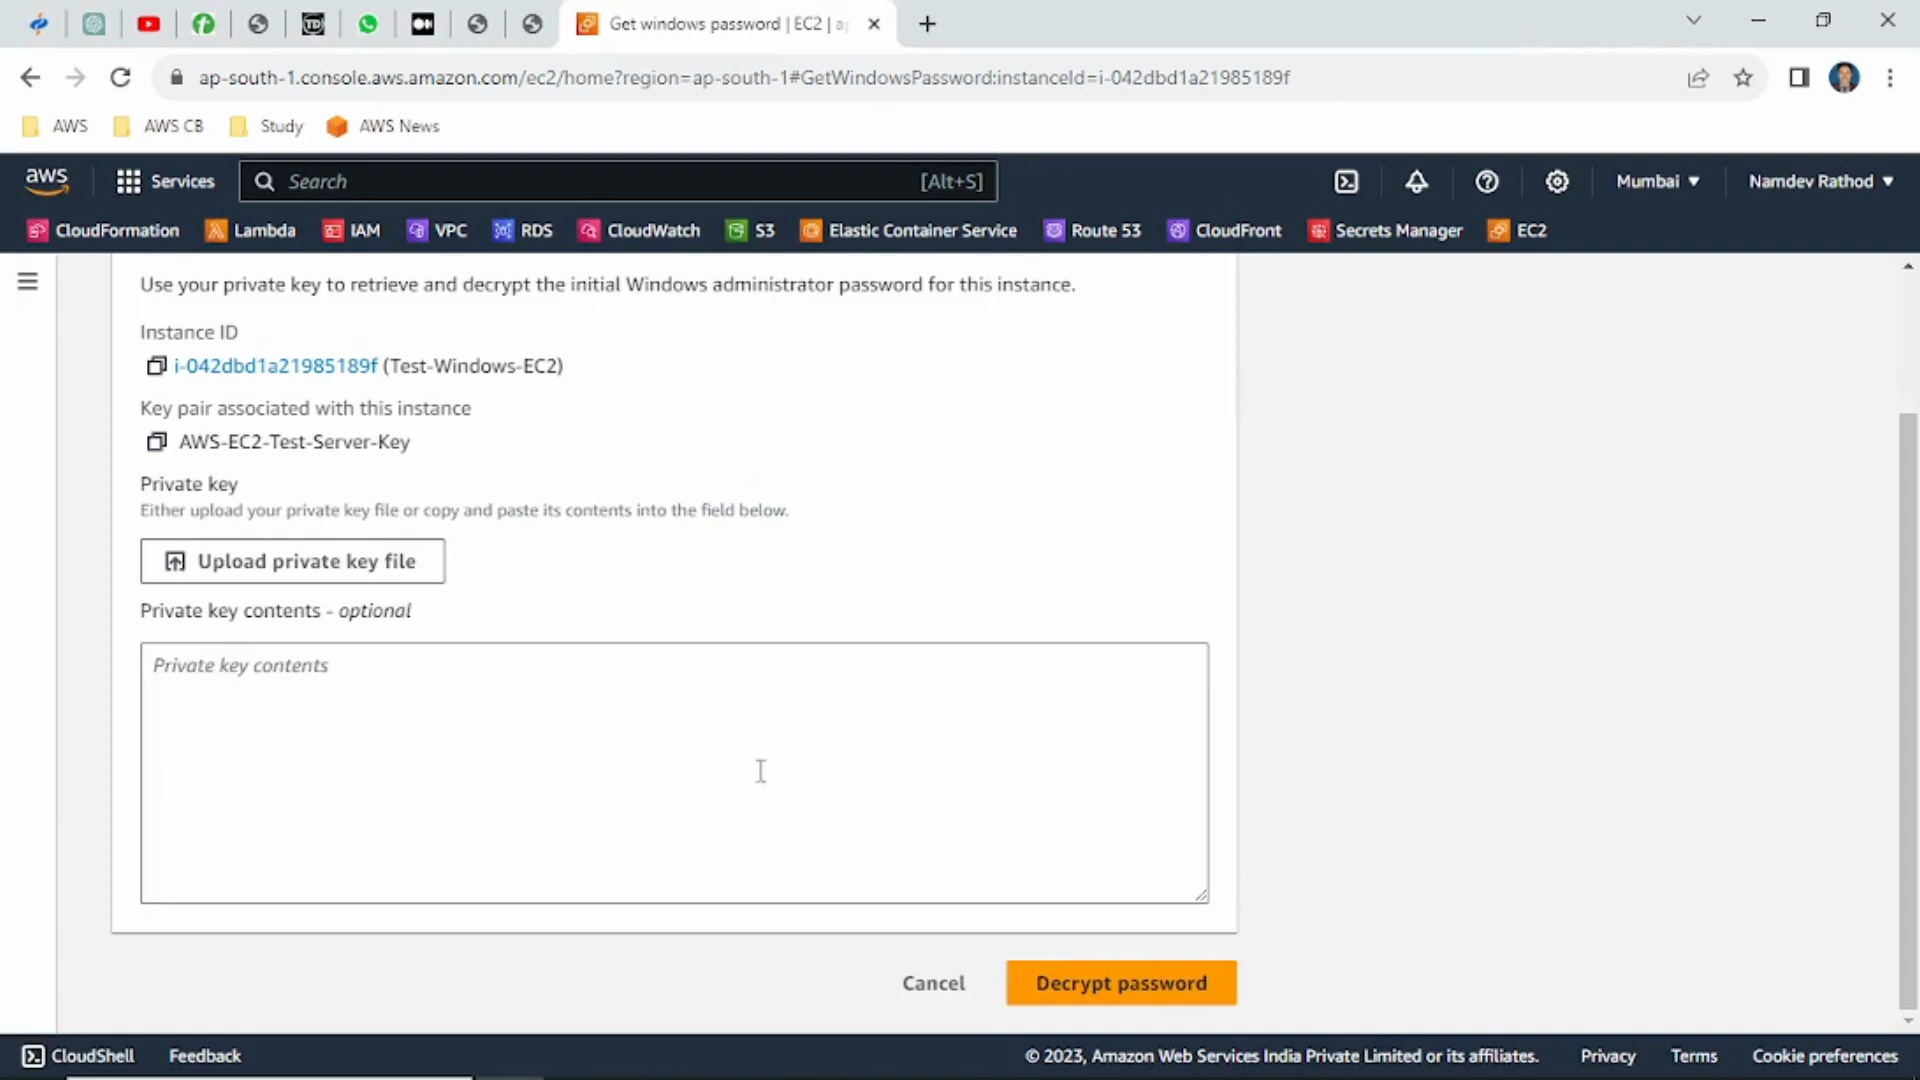 Get windows password | EC2 | ap
ap-south-1.console.aws.amazon.com/ec2/home?region=ap-south-1#GetWindowsPassword:instanceId=i-042dbd1a21985189f
AWS AWS CB Study AWS News
aws Services Search [Alt+S] Mumbai Namdev Rathod
CloudFormation Lambda IAM VPC RDS CloudWatch S3 Elastic Container Service Route 53 CloudFront Secrets Manager EC2
Use your private key to retrieve and decrypt the initial Windows administrator password for this instance.
Instance ID
i-042dbd1a21985189f (Test-Windows-EC2)
Key pair associated with this instance
AWS-EC2-Test-Server-Key
Private key
Either upload your private key file or copy and paste its contents into the field below.
Upload private key file
Private key contents - optional
Private key contents
Cancel Decrypt password
CloudShell Feedback © 2023, Amazon Web Services India Private Limited or its affiliates. Privacy Terms Cookie preferences